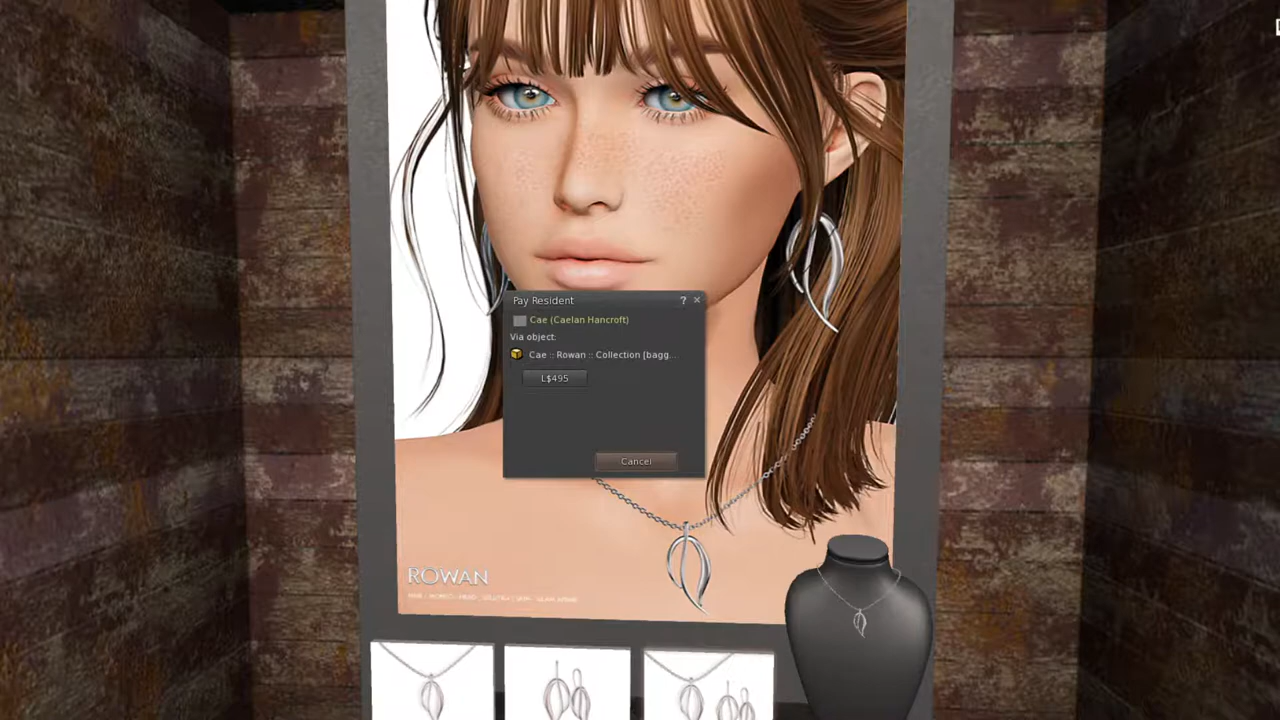 Pay Resident ? ×
Cae (Caelan Hancroft)
Via object:
Cae :: Rowan :: Collection [bagg...
L$495
Cancel
ROWAN